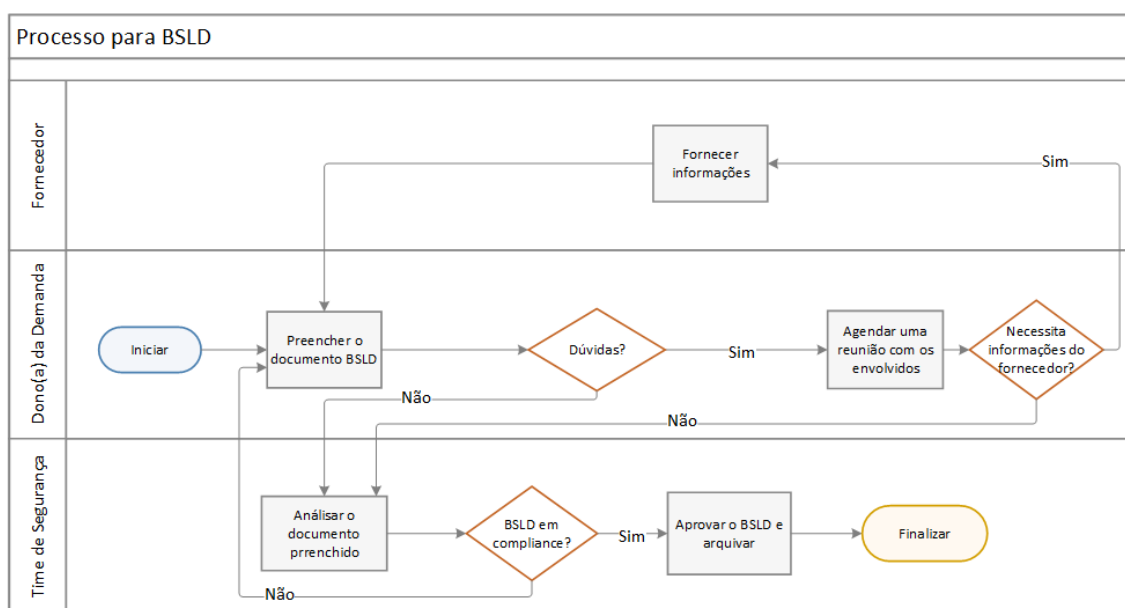 Processo para BSLD
Fornecedor
Fornecer
informações
Sim
Dono(a) da Demanda
Iniciar
Preencher o
documento BSLD
Dúvidas?
Sim
Agendar uma
reunião com os
envolvidos
Necessita
informações do
fornecedor?
Não
Não
Time de Segurança
Análisar o
documento
prrenchido
BSLD em
compliance?
Sim
Aprovar o BSLD e
arquivar
Finalizar
Não